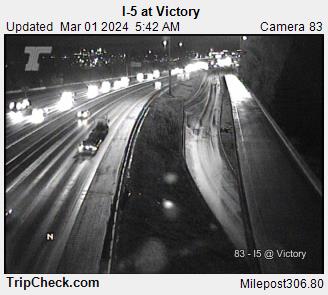 I-5 at Victory
Updated Mar 01 2024 5:42 AM Camera 83
T
N
83 - I5 @ Victory
TripCheck.com Milepost306.80